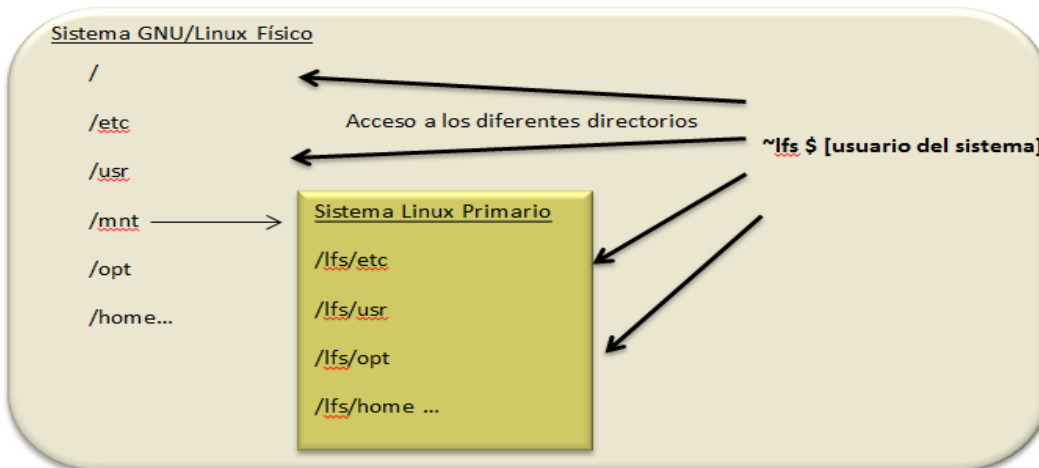 Sistema GNU/Linux Físico
/
/etc
/usr
/mnt
/opt
/home...
Acceso a los diferentes directorios
~lfs $ [usuario del sistema]
Sistema Linux Primario
/lfs/etc
/lfs/usr
/lfs/opt
/lfs/home ...